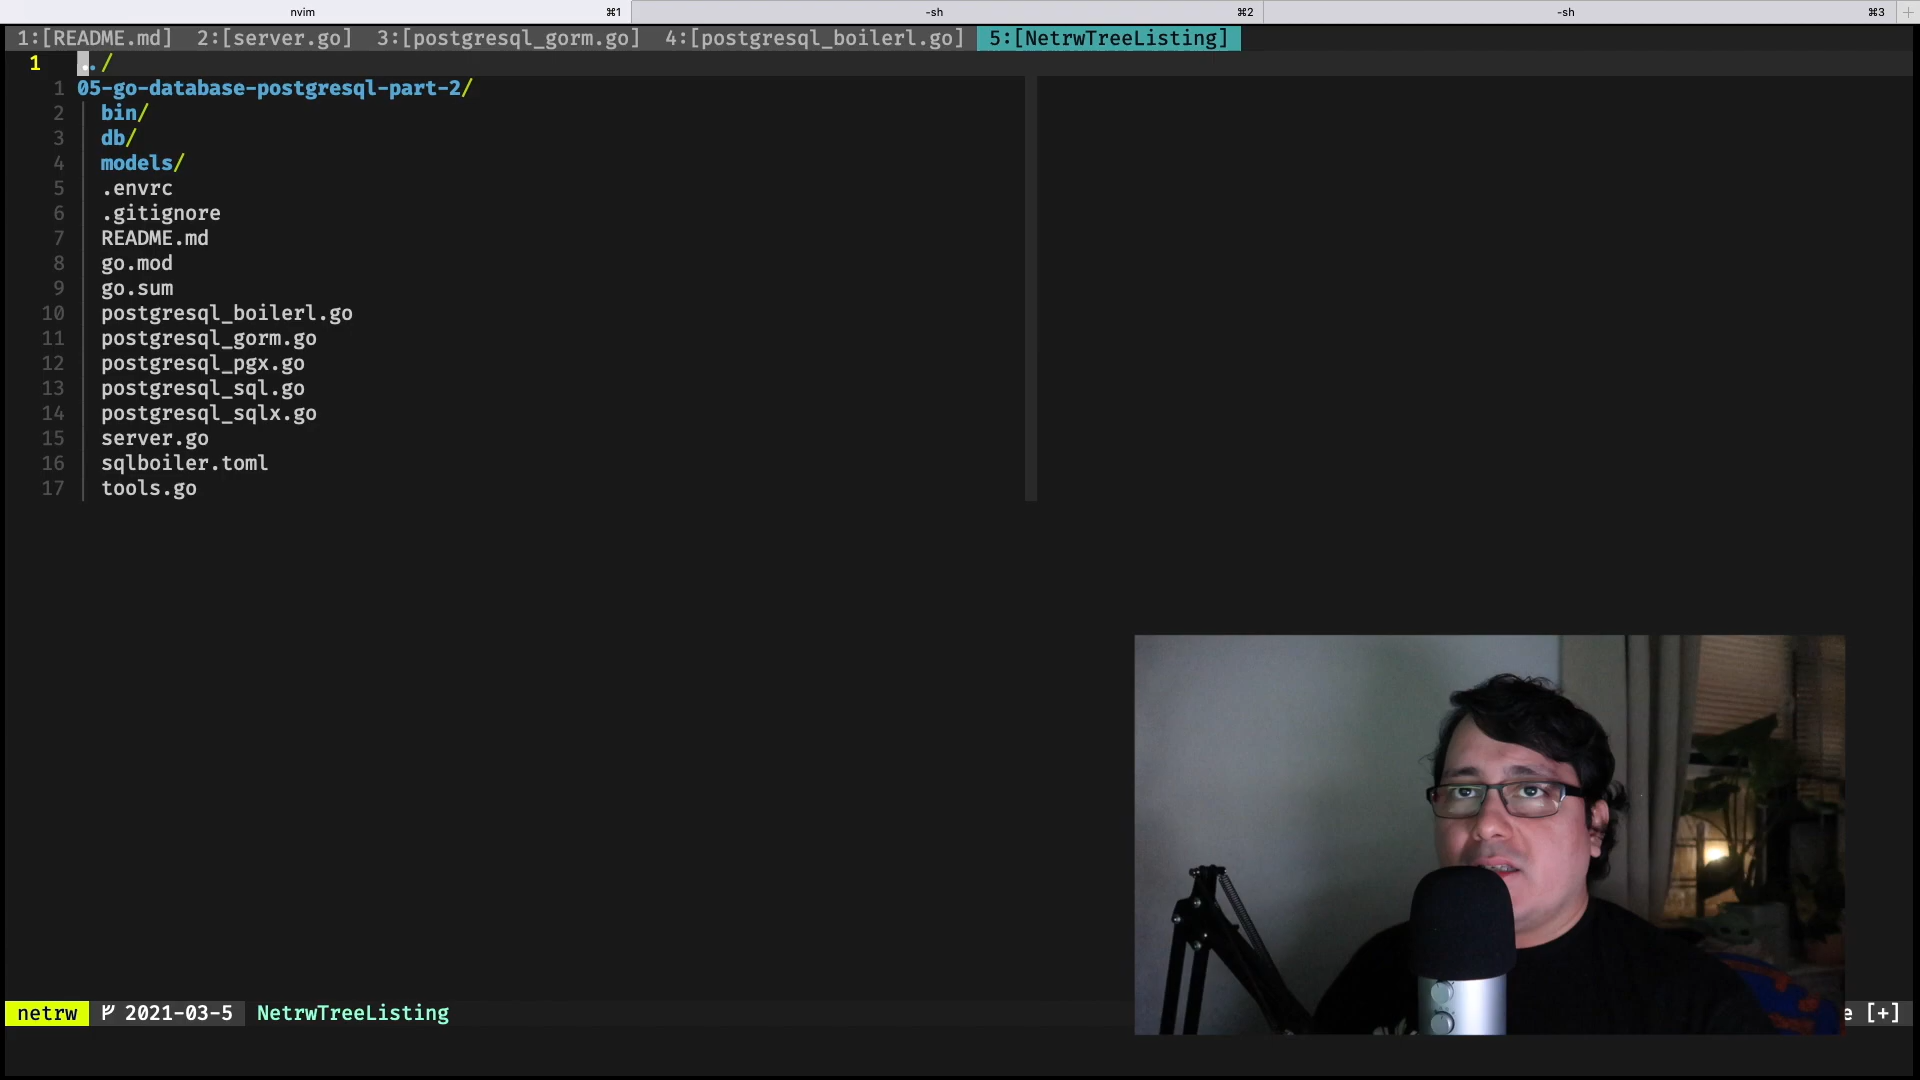 nvim ⌘1 -sh ⌘2 -sh ⌘3 +
1:[README.md] 2:[server.go] 3:[postgresql_gorm.go] 4:[postgresql_boilerl.go] 5:[NetrwTreeListing]
1 ../
1 05-go-database-postgresql-part-2/
2 bin/
3 db/
4 models/
5 .envrc
6 .gitignore
7 README.md
8 go.mod
9 go.sum
10 postgresql_boilerl.go
11 postgresql_gorm.go
12 postgresql_pgx.go
13 postgresql_sql.go
14 postgresql_sqlx.go
15 server.go
16 sqlboiler.toml
17 tools.go
netrw 2021-03-5 NetrwTreeListing e [+]